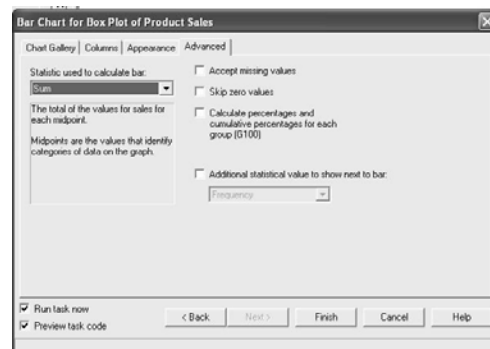 Bar Chart for Box Plot of Product Sales
Chart Gallery | Columns | Appearance | Advanced
Statistic used to calculate bar:
Sum
The total of the values for sales for
each midpoint.
Midpoints are the values that identify
categories of data on the graph.
Accept missing values
Skip zero values
Calculate percentages and
cumulative percentages for each
group (G100)
Additional statistical value to show next to bar:
Frequency
Run task now
Preview task code
< Back
Next >
Finish
Cancel
Help